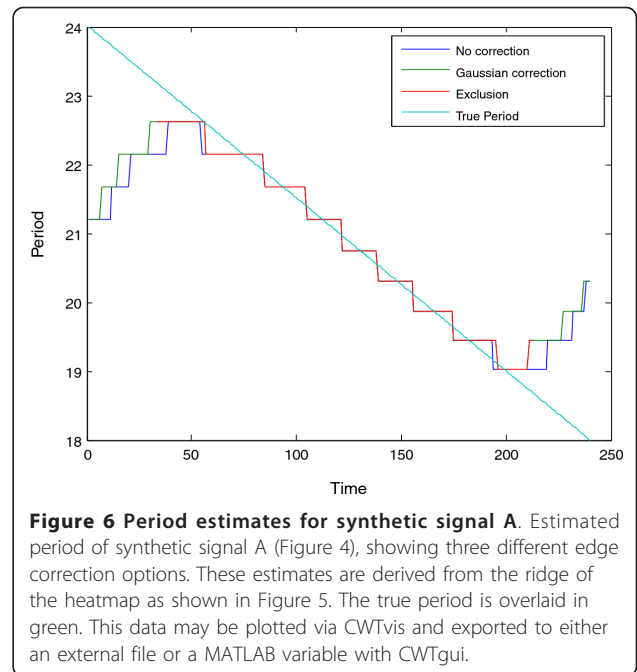 24
23
22
21
20
19
18
Period
0
50
100
150
200
250
Time
No correction
Gaussian correction
Exclusion
True Period
Figure 6 Period estimates for synthetic signal A. Estimated
period of synthetic signal A (Figure 4), showing three different edge
correction options. These estimates are derived from the ridge of
the heatmap as shown in Figure 5. The true period is overlaid in
green. This data may be plotted via CWTvis and exported to either
an external file or a MATLAB variable with CWTgui.